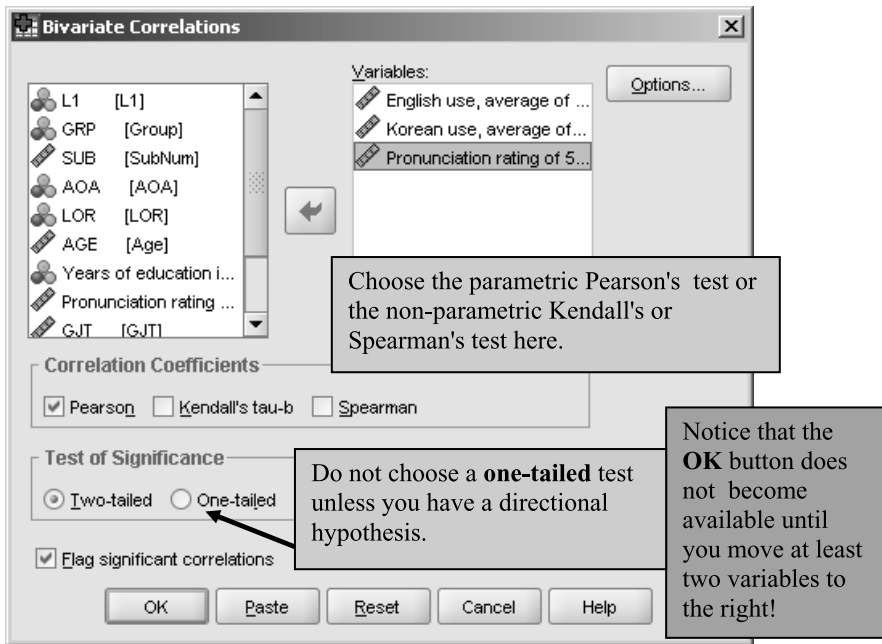 Bivariate Correlations
L1 [L1]
GRP [Group]
SUB [SubNum]
AOA [AOA]
LOR [LOR]
AGE [Age]
Years of education i...
Pronunciation rating ...
GJT [GJT]
Variables:
English use, average of ...
Korean use, average of...
Pronunciation rating of 5...
Options...
Choose the parametric Pearson's test or
the non-parametric Kendall's or
Spearman's test here.
Correlation Coefficients
Pearson Kendall's tau-b Spearman
Test of Significance
Two-tailed One-tailed
Do not choose a one-tailed test
unless you have a directional
hypothesis.
Notice that the
OK button does
not become
available until
you move at least
two variables to
the right!
Flag significant correlations
OK Paste Reset Cancel Help